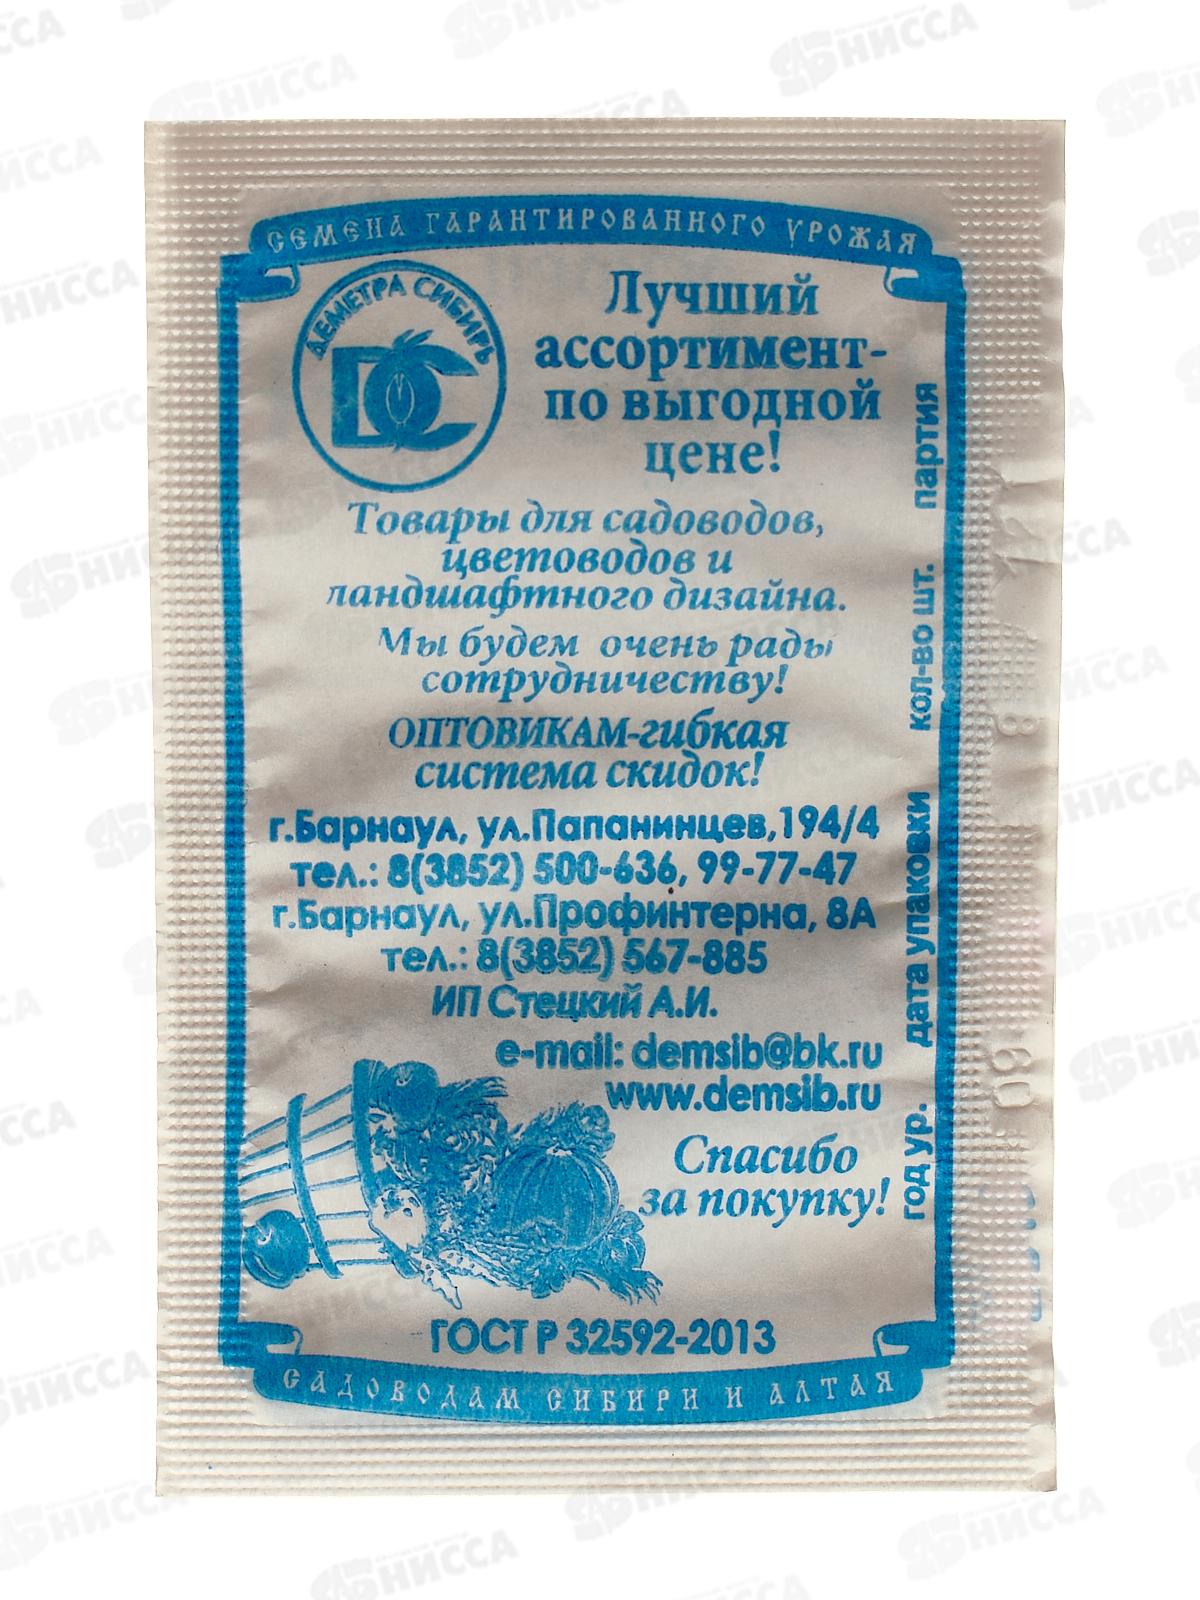 СЕМЕНА ГАРАНТИРОВАННОГО УРОЖАЯ
ДЕМЕТРА СИБИРЬ
DC
Лучший
ассортимент-
по выгодной
цене!
Товары для садоводов,
цветоводов и
ландшафтного дизайна.
Мы будем очень рады
сотрудничеству!
ОПТОВИКАМ-гибкая
система скидок!
г.Барнаул, ул.Папанинцев,194/4
тел.: 8(3852) 500-636, 99-77-47
г.Барнаул, ул.Профинтерна, 8А
тел.: 8(3852) 567-885
ИП Стецкий А.И.
e-mail: demsib@bk.ru
www.demsib.ru
Спасибо
за покупку!
ГОСТ Р 32592-2013
САДОВОДАМ СИБИРИ И АЛТАЯ
год ур. дата упаковки кол-во шт. партия
НИССА